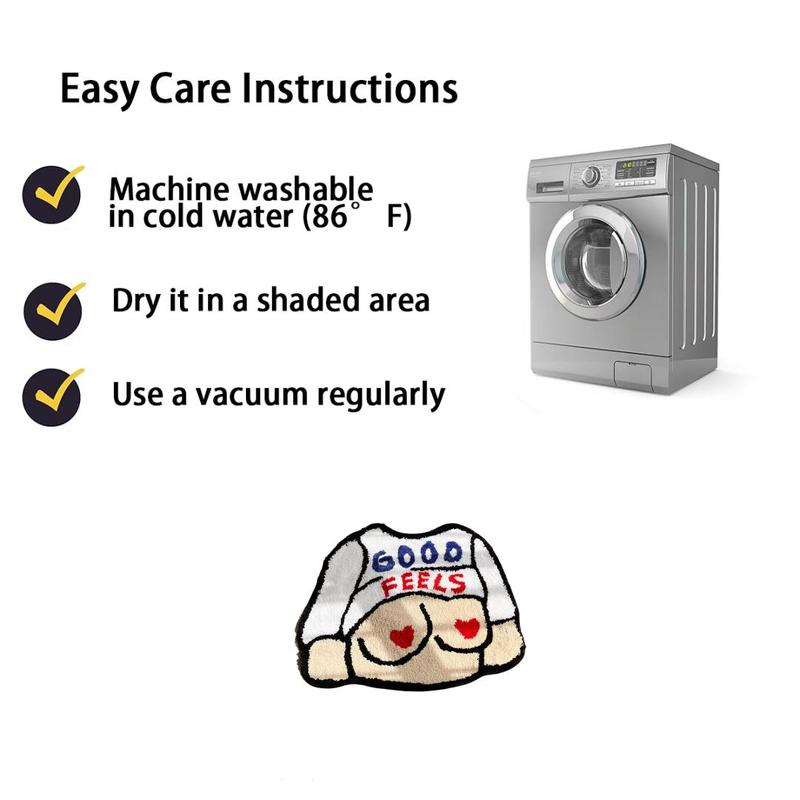 Easy Care Instructions
Machine washable
in cold water (86° F)
Dry it in a shaded area
Use a vacuum regularly
GOOD
FEELS